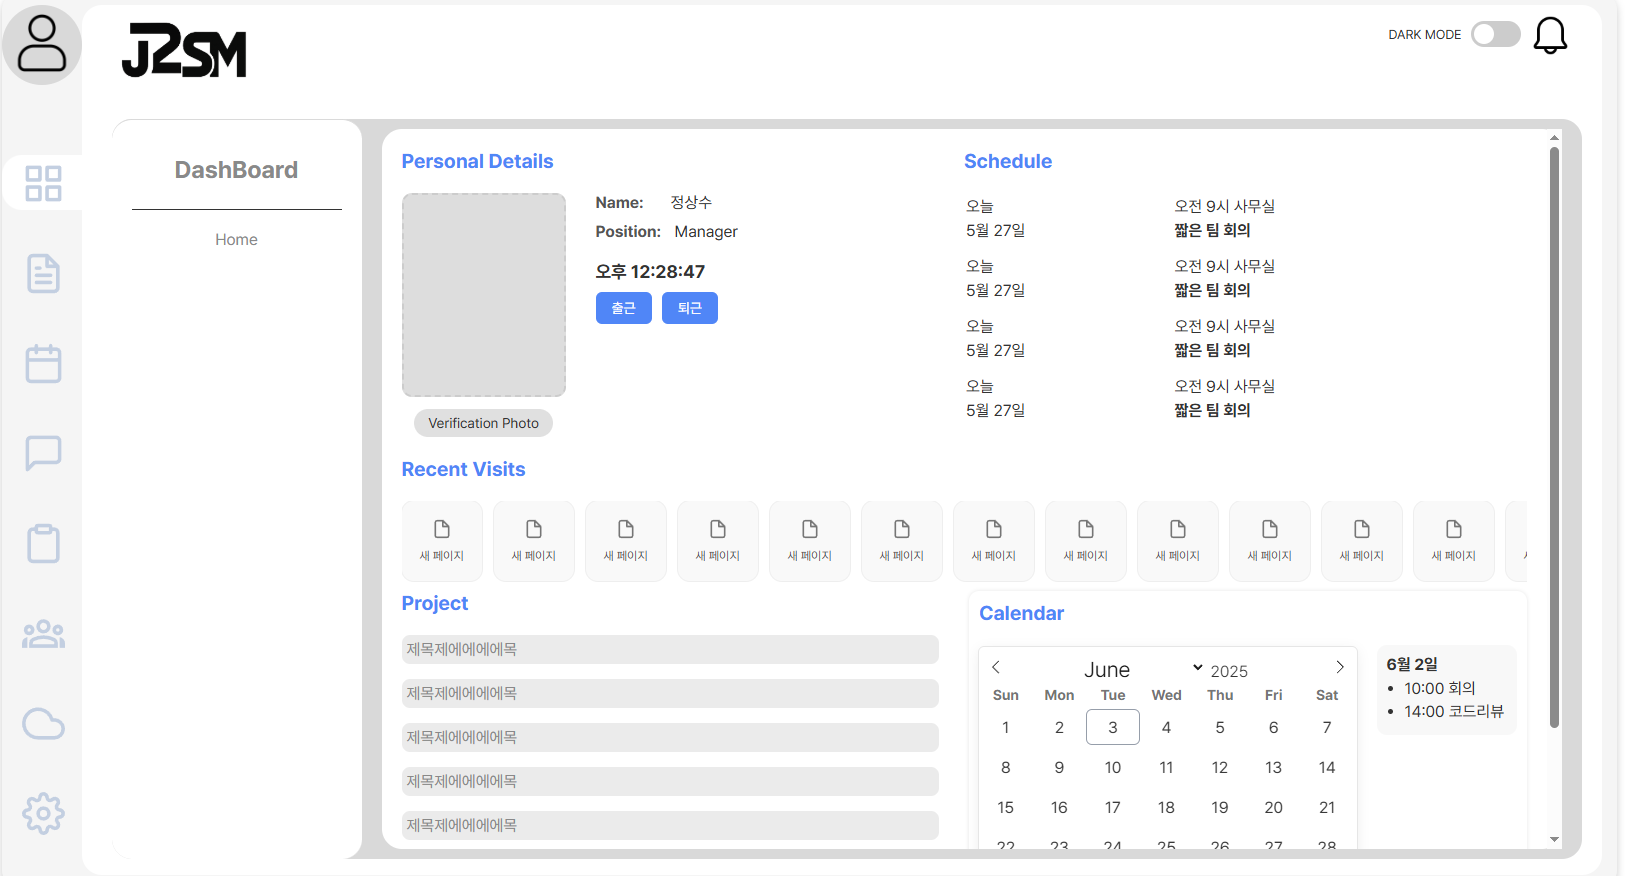 J2SM
DARK MODE
DashBoard
Home
Personal Details
Name: 정상수
Position: Manager
오후 12:28:47
출근 퇴근
Verification Photo
Schedule
오늘 오전 9시 사무실
5월 27일 짧은 팀 회의
오늘 오전 9시 사무실
5월 27일 짧은 팀 회의
오늘 오전 9시 사무실
5월 27일 짧은 팀 회의
오늘 오전 9시 사무실
5월 27일 짧은 팀 회의
Recent Visits
새 페이지 새 페이지 새 페이지 새 페이지 새 페이지 새 페이지 새 페이지 새 페이지 새 페이지 새 페이지 새 페이지 새 페이지
Project
제목제에에에에목
제목제에에에에목
제목제에에에에목
제목제에에에에목
제목제에에에에목
Calendar
June 2025
Sun Mon Tue Wed Thu Fri Sat
1 2 3 4 5 6 7
8 9 10 11 12 13 14
15 16 17 18 19 20 21
22 23 24 25 26 27 28
6월 2일
10:00 회의
14:00 코드리뷰